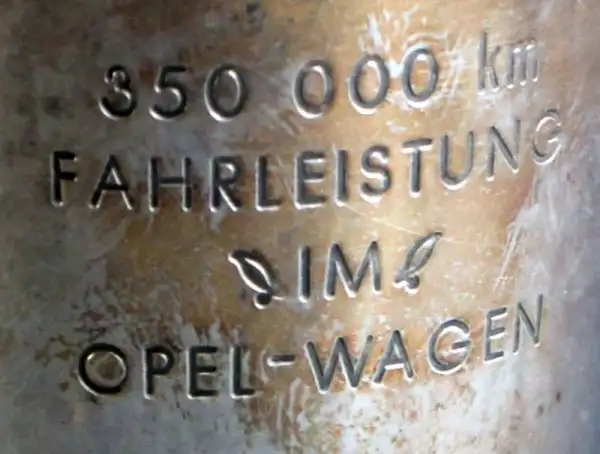 350 000 km
FAHRLEISTUNG
IM
OPEL-WAGEN